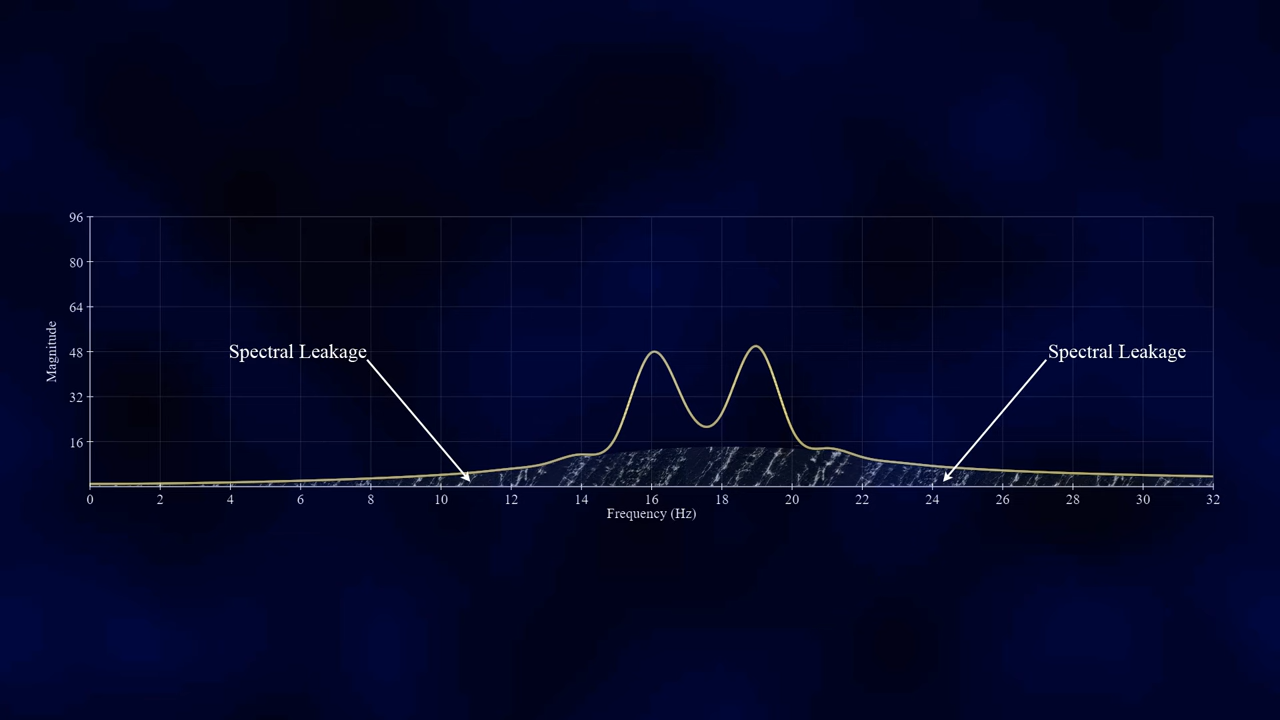 96
80
64
48
32
16
Magnitude
Spectral Leakage
Spectral Leakage
0 2 4 6 8 10 12 14 16 18 20 22 24 26 28 30 32
Frequency (Hz)